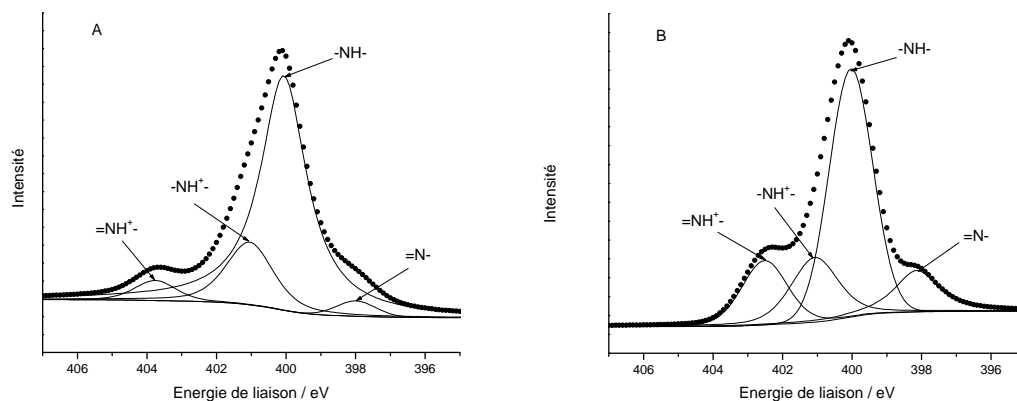 A
-NH-
-NH+-
=NH+-
=N-
Intensité
406 404 402 400 398 396
Energie de liaison / eV
B
-NH-
-NH+-
=NH+-
=N-
Intensité
406 404 402 400 398 396
Energie de liaison / eV